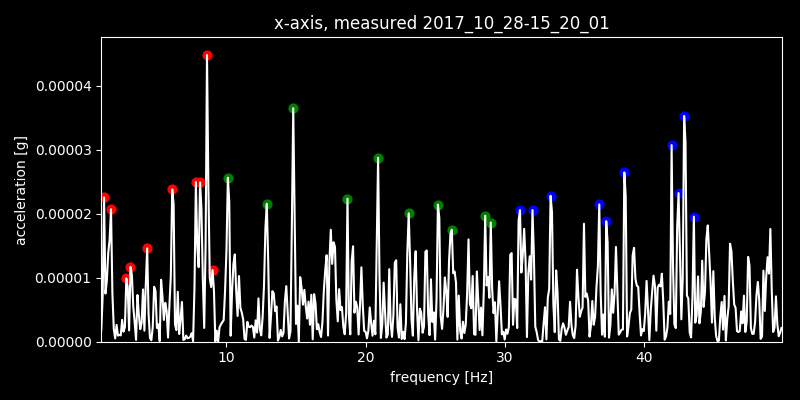 x-axis, measured 2017_10_28-15_20_01
acceleration [g]
0.00004
0.00003
0.00002
0.00001
0.00000
10 20 30 40
frequency [Hz]